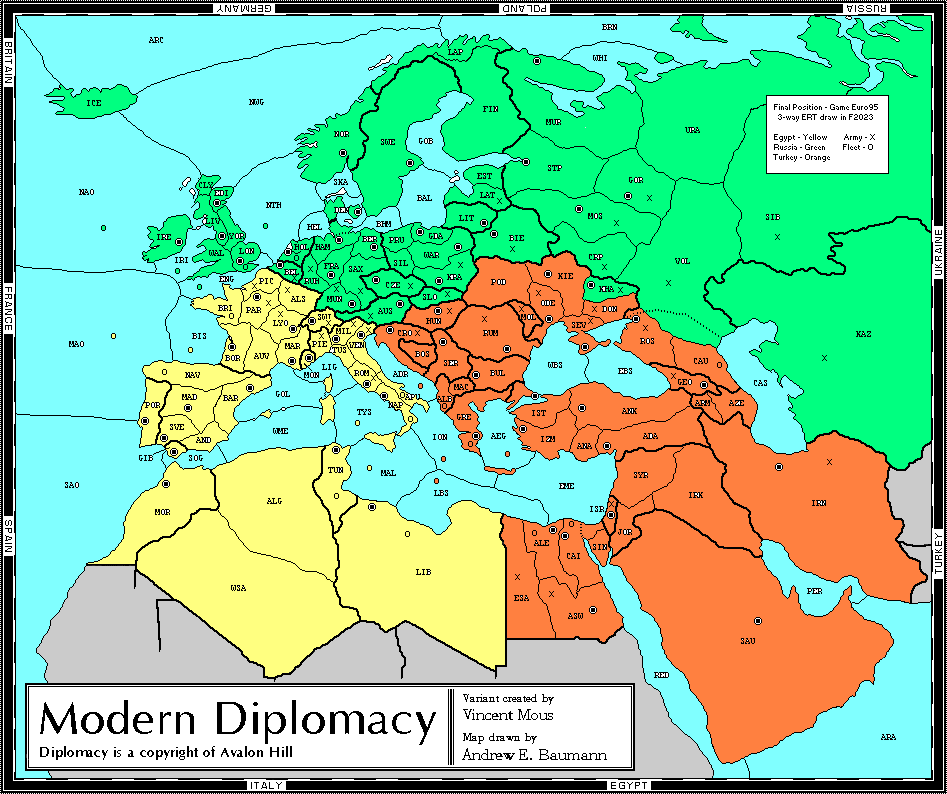 GERMANY
POLAND
RUSSIA
BRITAIN
FRANCE
SPAIN
UKRAINE
TURKEY
ITALY
EGYPT
ARC
BRN
LAP
WHI
ICE
NWG
NOR
SWE
FIN
GOB
MUR
URA
Final Position - Game Euro95
3-way ERT draw in F2023
Egypt - Yellow Army - X
Russia - Green Fleet - O
Turkey - Orange
NAO
CLY
EDI
SKA
BAL
EST
LAT
STP
GOR
MOS
SIB
LIV
NTH
DEN
BHM
LIT
BIE
IRE
YOR
HEL
IRI
WAL
LON
HOL
HAM
BER
PRU
GDA
WAR
CRP
VOL
ENG
BEL
RUH
FRA
SAX
SIL
KRA
KHA
PIC
MUN
CZE
SLO
POD
KIE
BRI
PAR
ALS
AUS
ODE
DON
MAO
BIS
LYO
SWI
HUN
MOL
SEV
ROS
KAZ
BOR
AUV
MAR
PIE
MIL
VEN
CRO
RUM
TUS
BOS
SER
WBS
EBS
CAU
CAS
NAV
MON
LIG
ROM
ADR
BUL
GEO
POR
MAD
BAR
GOL
NAP
APU
ALB
MAC
ARM
AZE
TYS
GRE
IST
ANK
SVE
AND
WME
ION
AEG
IZM
ANA
ADA
GIB
SOG
TUN
MAL
SAO
MOR
ALG
LBS
EME
SYR
IRK
IRN
ISR
JOR
ALE
CAI
SIN
WSA
LIB
ESA
ASW
PER
SAU
RED
ARA
Modern Diplomacy
Diplomacy is a copyright of Avalon Hill
Variant created by
Vincent Mous
Map drawn by
Andrew E. Baumann